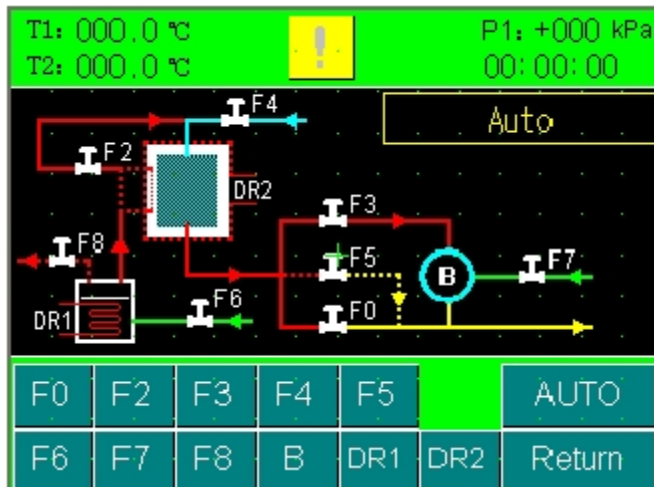 T1: 000.0 ℃
P1: +000 kPa
T2: 000.0 ℃
00:00:00
!
F4
Auto
F2
DR2
F3
F8
F5
F7
B
F6
DR1
F0
F0 F2 F3 F4 F5 AUTO
F6 F7 F8 B DR1 DR2 Return